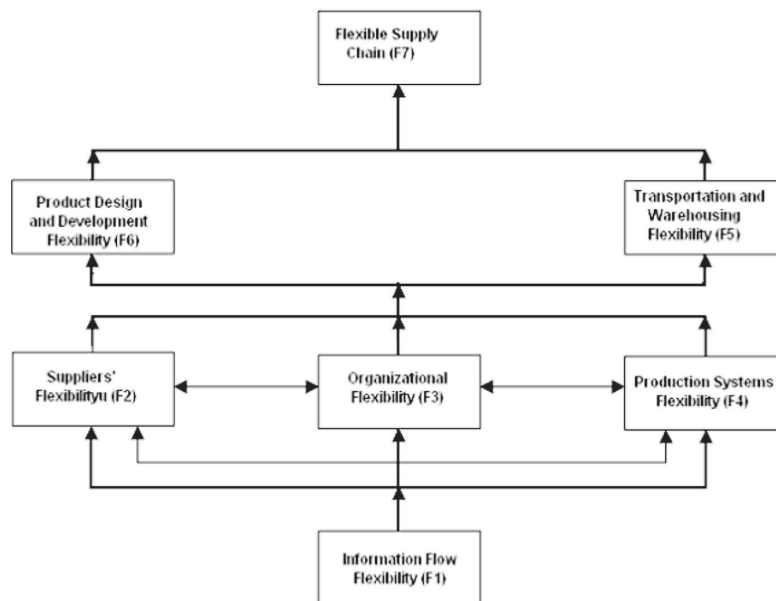 Flexible Supply
Chain (F7)
Product Design
and Development
Flexibility (F6)
Transportation and
Warehousing
Flexibility (F5)
Suppliers'
Flexibilityu (F2)
Organizational
Flexibility (F3)
Production Systems
Flexibility (F4)
Information Flow
Flexibility (F1)